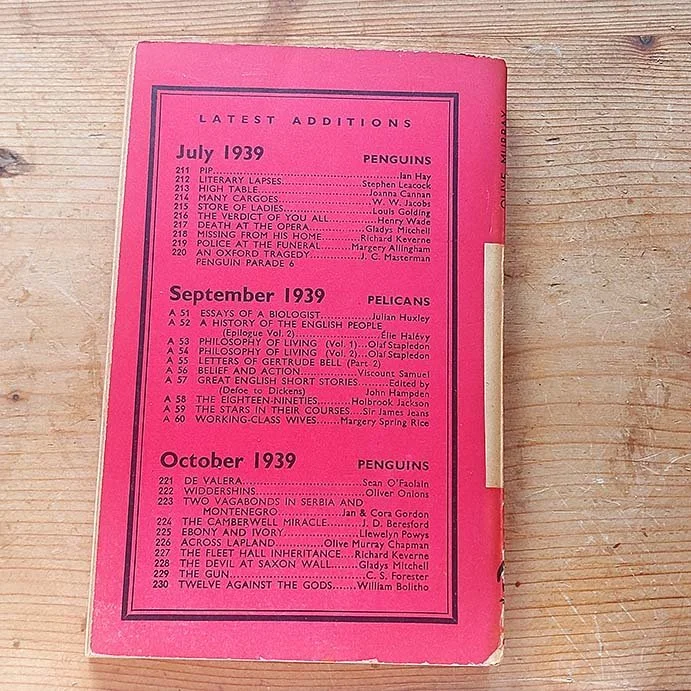 LATEST ADDITIONS
July 1939 PENGUINS
211 PIP..............................Ian Hay
212 LITERARY LAPSES..........Stephen Leacock
213 HIGH TABLE..................Joanna Cannan
214 MANY CARGOES..................W. W. Jacobs
215 STORE OF LADIES..............Louis Golding
216 THE VERDICT OF YOU ALL........Henry Wade
217 DEATH AT THE OPERA..........Gladys Mitchell
218 MISSING FROM HIS HOME........Richard Keverne
219 POLICE AT THE FUNERAL......Margery Allingham
220 AN OXFORD TRAGEDY........J. C. Masterman
PENGUIN PARADE 6
September 1939 PELICANS
A 51 ESSAYS OF A BIOLOGIST..........Julian Huxley
A 52 A HISTORY OF THE ENGLISH PEOPLE
(Epilogue Vol. 2)..................Élie Halévy
A 53 PHILOSOPHY OF LIVING (Vol. 1)...Olaf Stapledon
A 54 PHILOSOPHY OF LIVING (Vol. 2)...Olaf Stapledon
A 55 LETTERS OF GERTRUDE BELL (Part 2)
A 56 BELIEF AND ACTION..........Viscount Samuel
A 57 GREAT ENGLISH SHORT STORIES.........Edited by
(Defoe to Dickens) John Hampden
A 58 THE EIGHTEEN-NINETIES........Holbrook Jackson
A 59 THE STARS IN THEIR COURSES....Sir James Jeans
A 60 WORKING-CLASS WIVES.......Margery Spring Rice
October 1939 PENGUINS
221 DE VALERA........................Sean O'Faolain
222 WIDDERSHINS....................Oliver Onions
223 TWO VAGABONDS IN SERBIA AND
MONTENEGRO............Jan & Cora Gordon
224 THE CAMBERWELL MIRACLE......J. D. Beresford
225 EBONY AND IVORY............Llewelyn Powys
226 ACROSS LAPLAND........Olive Murray Chapman
227 THE FLEET HALL INHERITANCE....Richard Keverne
228 THE DEVIL AT SAXON WALL......Gladys Mitchell
229 THE GUN..........................C. S. Forester
230 TWELVE AGAINST THE GODS......William Bolitho
OLIVE MURRAY